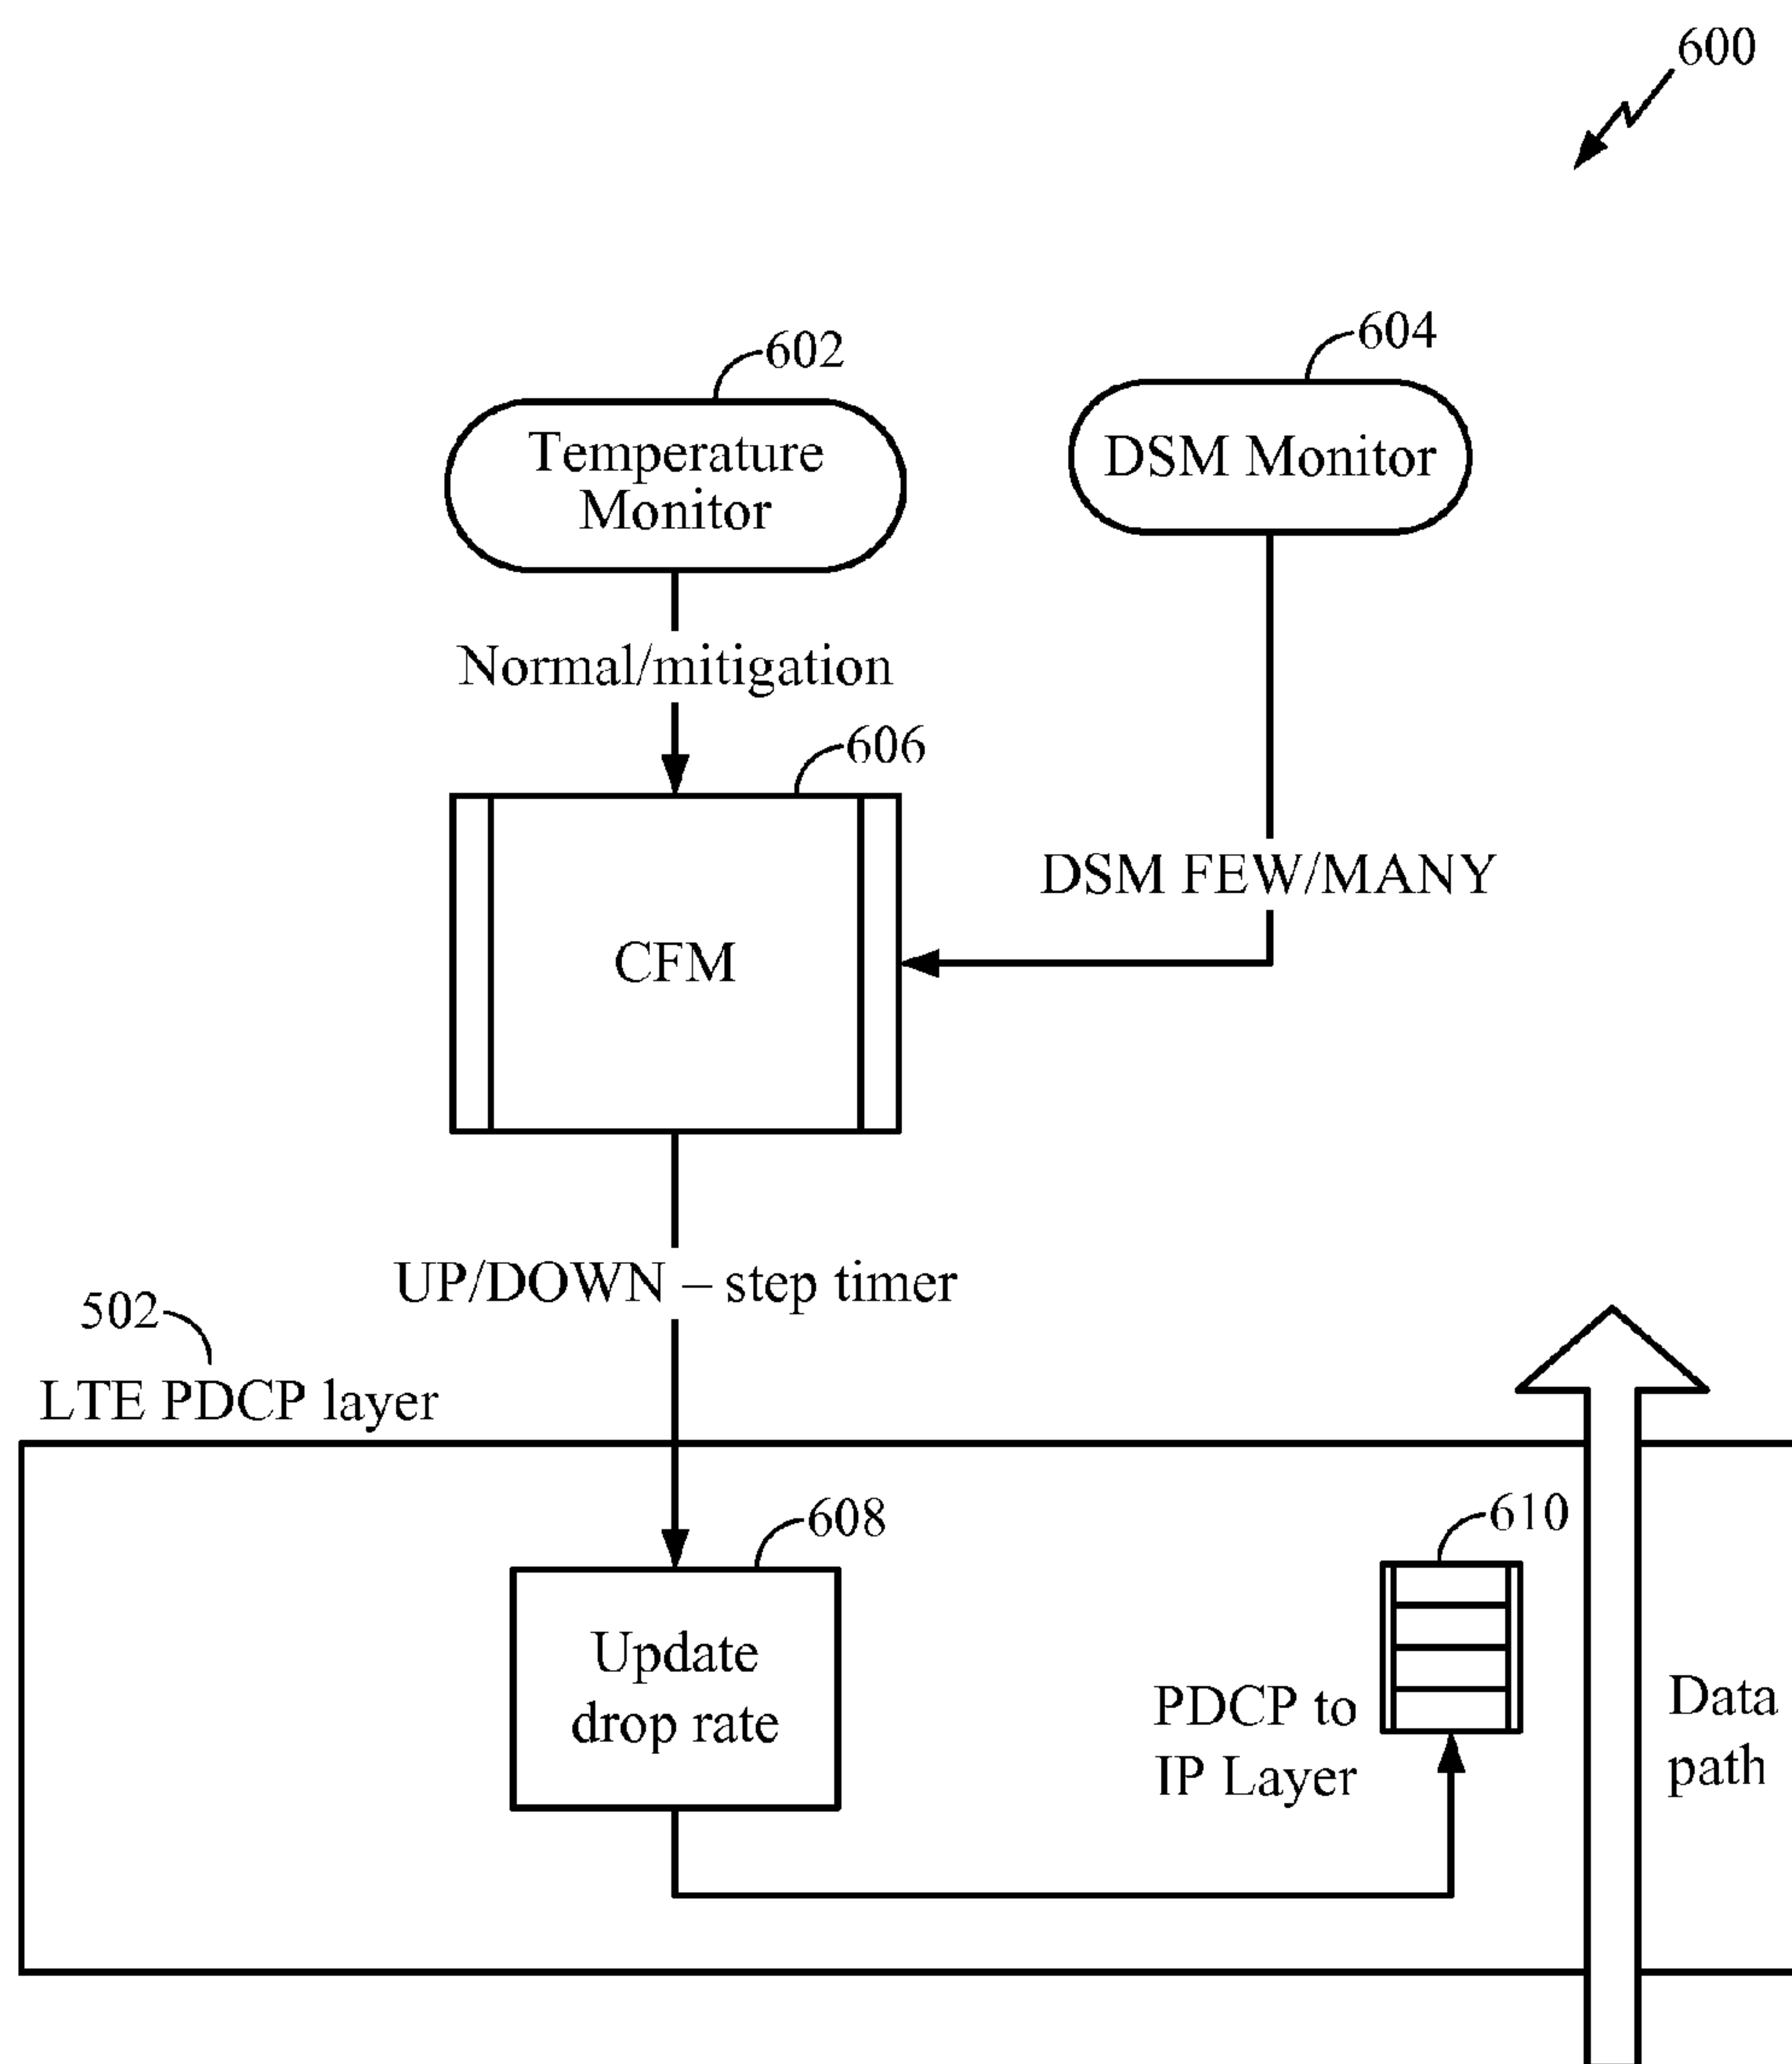 600
602
604
Temperature
Monitor
DSM Monitor
Normal/mitigation
606
DSM FEW/MANY
CFM
UP/DOWN – step timer
502
LTE PDCP layer
608
610
Update
drop rate
PDCP to
IP Layer
Data
path